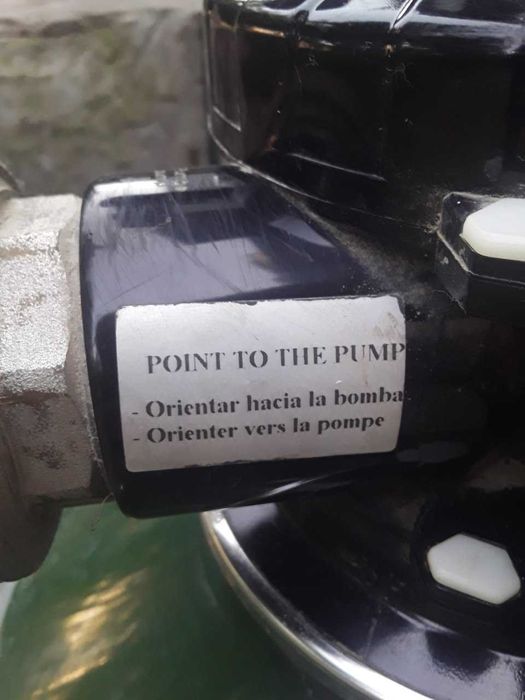 POINT TO THE PUMP
- Orientar hacia la bomba
- Orienter vers la pompe